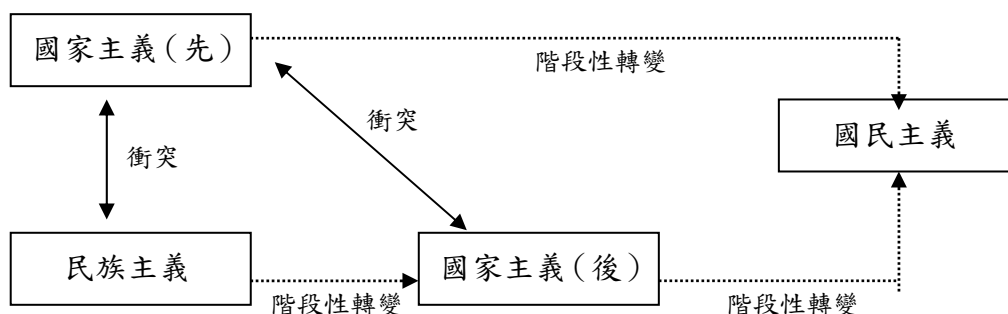 國家主義(先)
階段性轉變
國民主義
衝突
衝突
民族主義
國家主義(後)
階段性轉變
階段性轉變